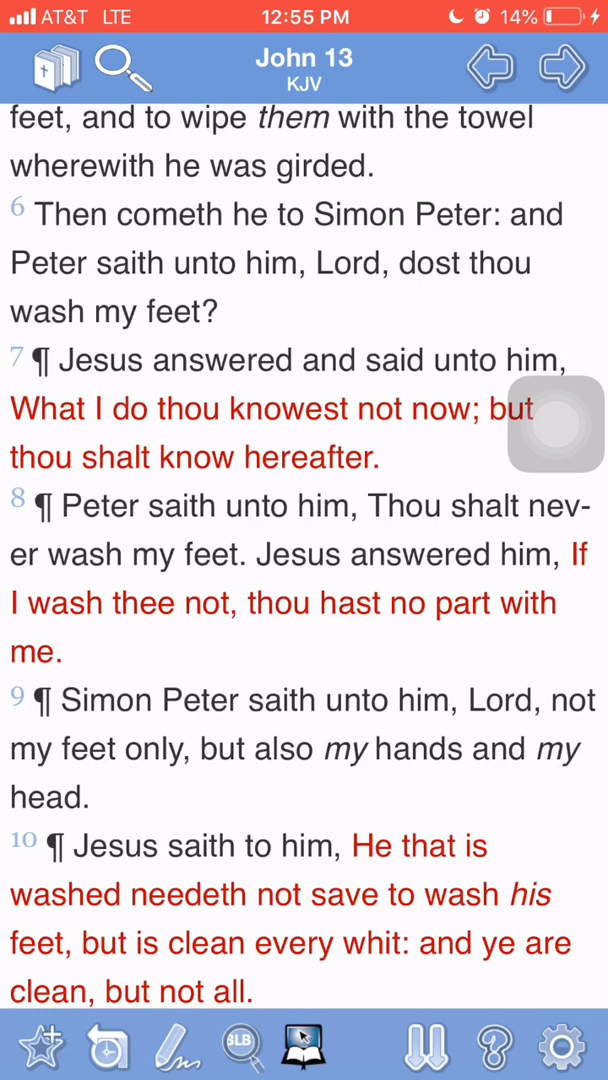 AT&T LTE 12:55 PM 14%
John 13
KJV
feet, and to wipe them with the towel
wherewith he was girded.
6 Then cometh he to Simon Peter: and
Peter saith unto him, Lord, dost thou
wash my feet?
7 ¶ Jesus answered and said unto him,
What I do thou knowest not now; but
thou shalt know hereafter.
8 ¶ Peter saith unto him, Thou shalt nev-
er wash my feet. Jesus answered him, If
I wash thee not, thou hast no part with
me.
9 ¶ Simon Peter saith unto him, Lord, not
my feet only, but also my hands and my
head.
10 ¶ Jesus saith to him, He that is
washed needeth not save to wash his
feet, but is clean every whit: and ye are
clean, but not all.
BLB